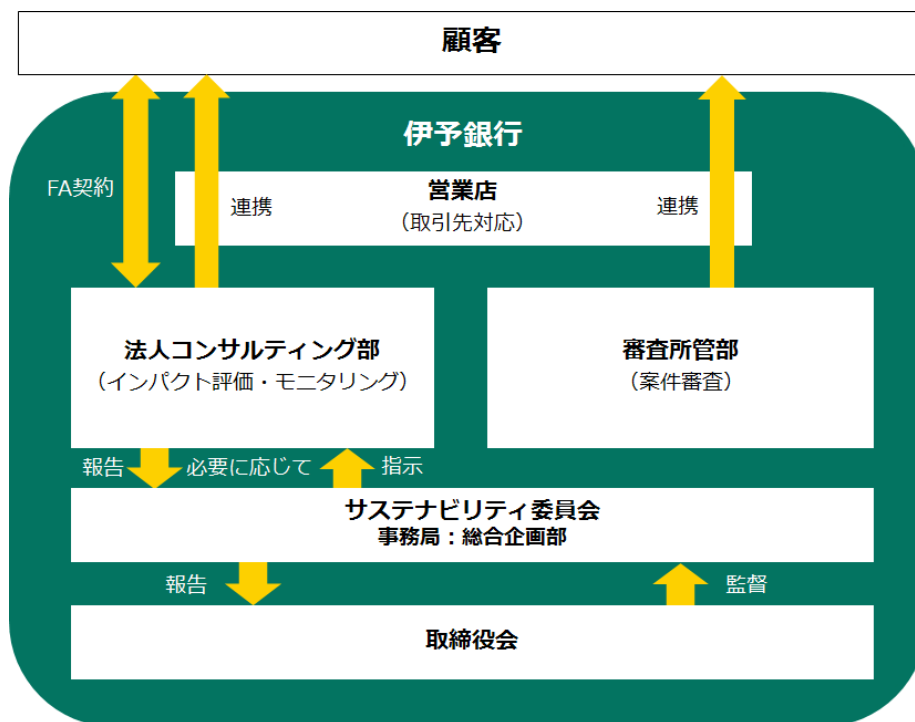 顧客
伊予銀行
FA契約
営業店
連携
連携
（取引先対応）
法人コンサルティング部
（インパクト評価・モニタリング）
審査所管部
（案件審査）
報告
必要に応じて
指示
サステナビリティ委員会
事務局：総合企画部
報告
監督
取締役会